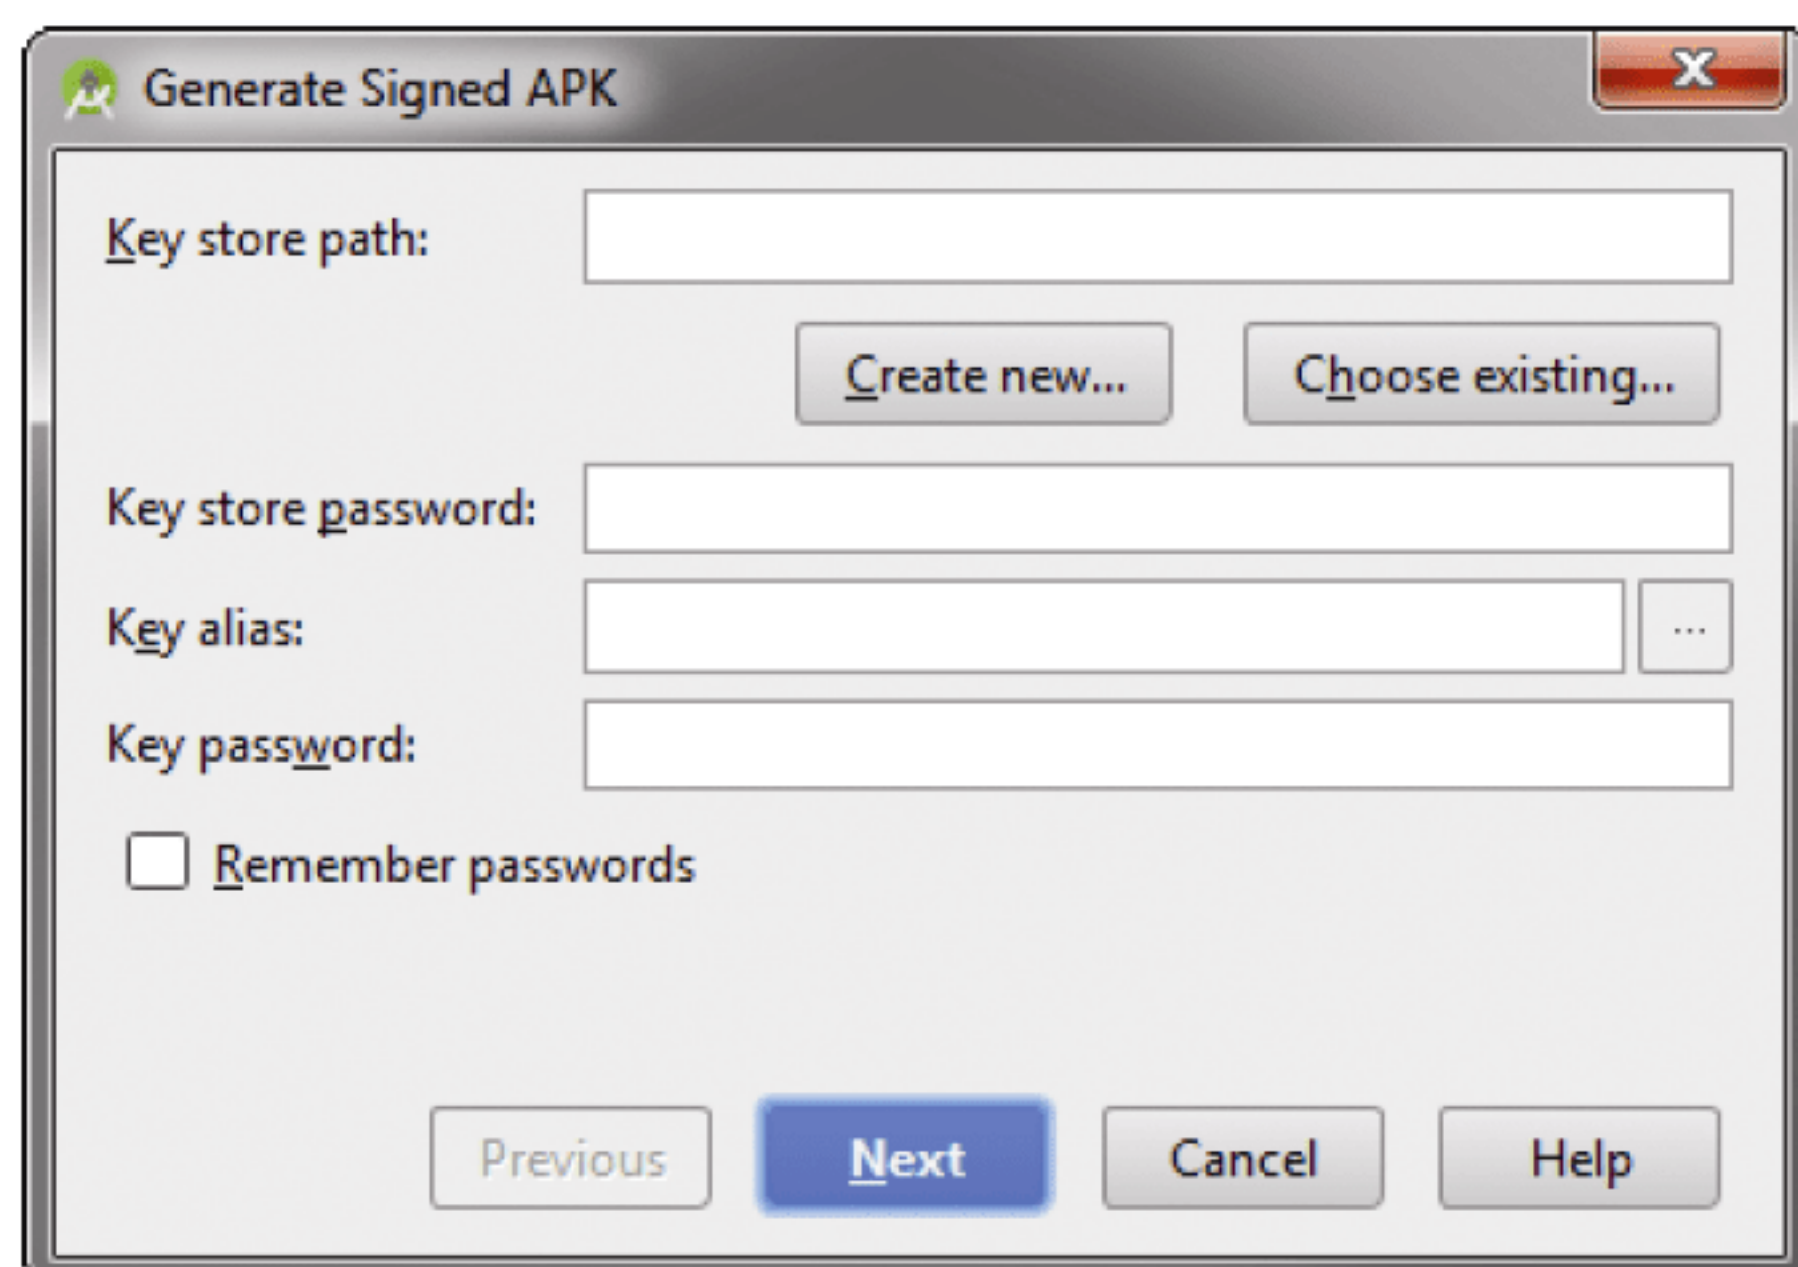 Generate Signed APK
Key store path:
Create new... Choose existing...
Key store password:
Key alias: ...
Key password:
Remember passwords
Previous Next Cancel Help